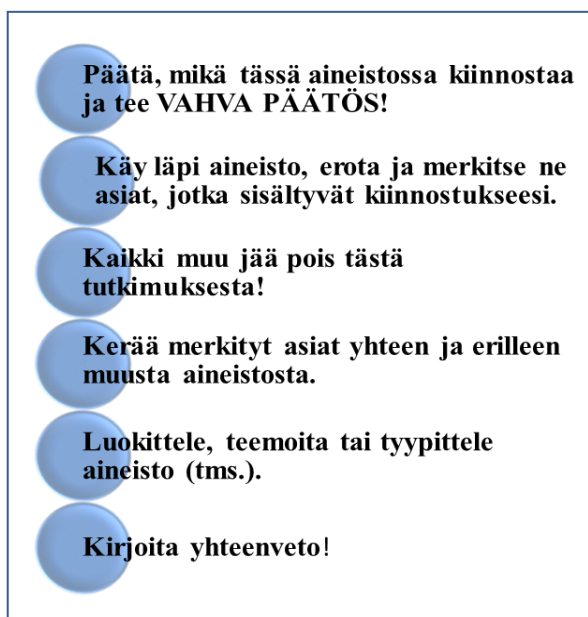 Päätä, mikä tässä aineistossa kiinnostaa
ja tee VAHVA PÄÄTÖS!
Käy läpi aineisto, erota ja merkitse ne
asiat, jotka sisältyvät kiinnostukseesi.
Kaikki muu jää pois tästä
tutkimuksesta!
Kerää merkityt asiat yhteen ja erilleen
muusta aineistosta.
Luokittele, teemoita tai tyypittele
aineisto (tms.).
Kirjoita yhteenveto!